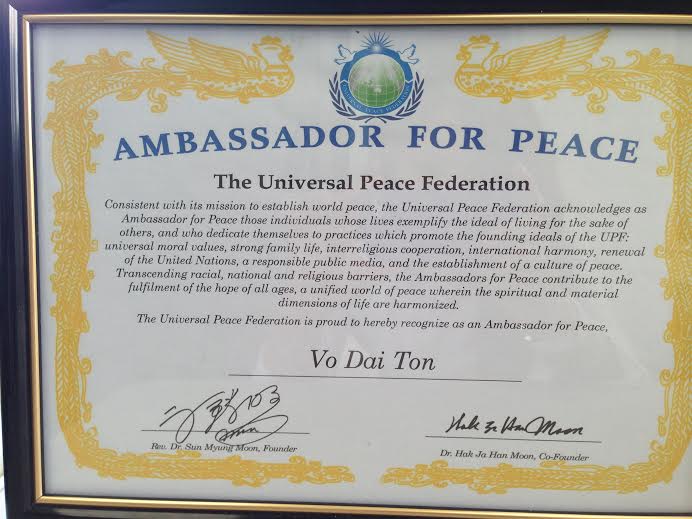 AMBASSADOR FOR PEACE
The Universal Peace Federation
Consistent with its mission to establish world peace, the Universal Peace Federation acknowledges as
Ambassador for Peace those individuals whose lives exemplify the ideal of living for the sake of
others, and who dedicate themselves to practices which promote the founding ideals of the UPF:
universal moral values, strong family life, interreligious cooperation, international harmony, renewal
of the United Nations, a responsible public media, and the establishment of a culture of peace.
Transcending racial, national and religious barriers, the Ambassadors for Peace contribute to the
fulfilment of the hope of all ages, a unified world of peace wherein the spiritual and material
dimensions of life are harmonized.
The Universal Peace Federation is proud to hereby recognize as an Ambassador for Peace,
Vo Dai Ton
Hak Ja Han Moon
Rev. Dr. Sun Myung Moon, Founder
Dr. Hak Ja Han Moon, Co-Founder